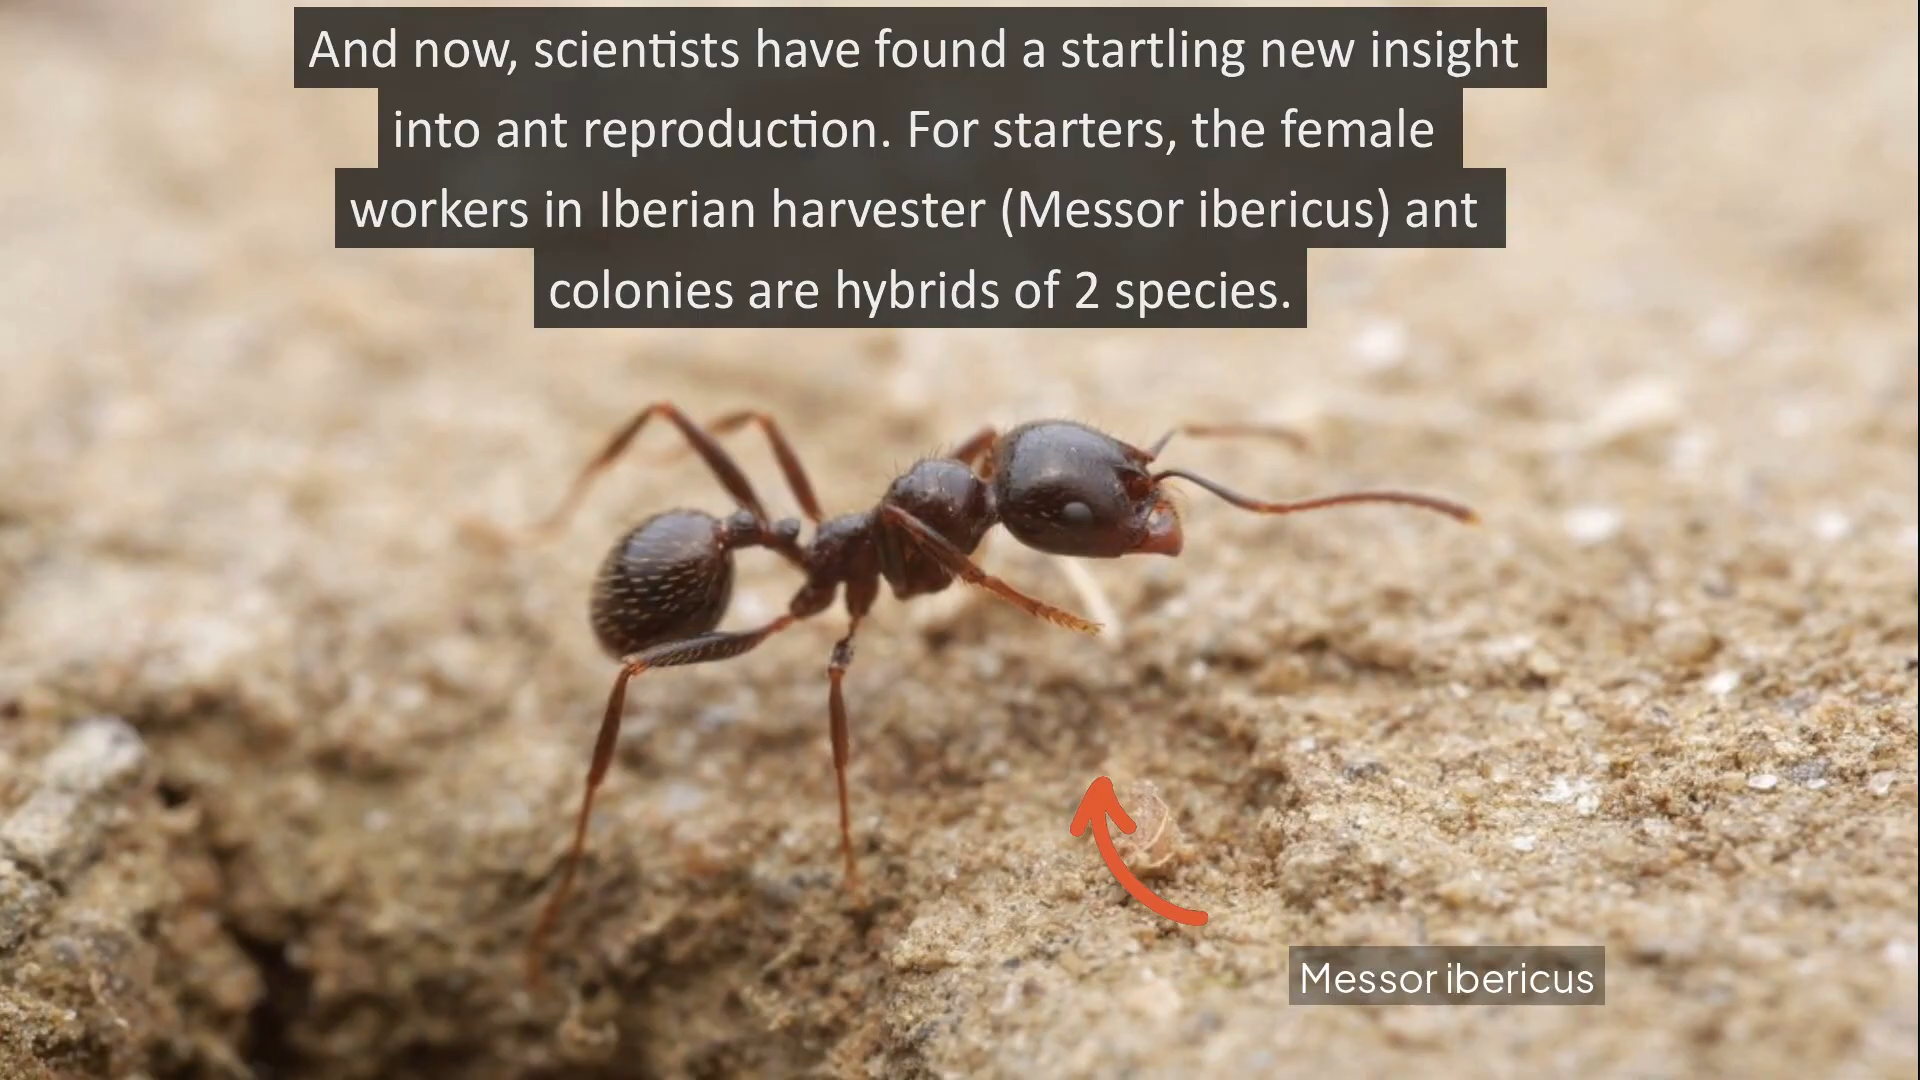 And now, scientists have found a startling new insight
into ant reproduction. For starters, the female
workers in Iberian harvester (Messor ibericus) ant
colonies are hybrids of 2 species.
Messor ibericus